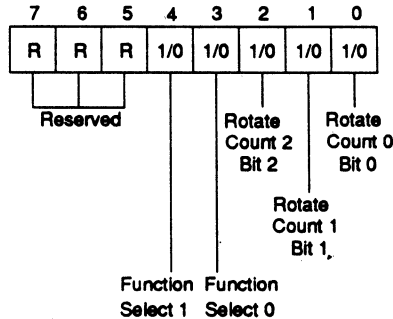 7 6 5 4 3 2 1 0
R R R 1/0 1/0 1/0 1/0 1/0
Reserved
Rotate
Count 2
Bit 2
Rotate
Count 0
Bit 0
Rotate
Count 1
Bit 1
Function
Select 1
Function
Select 0